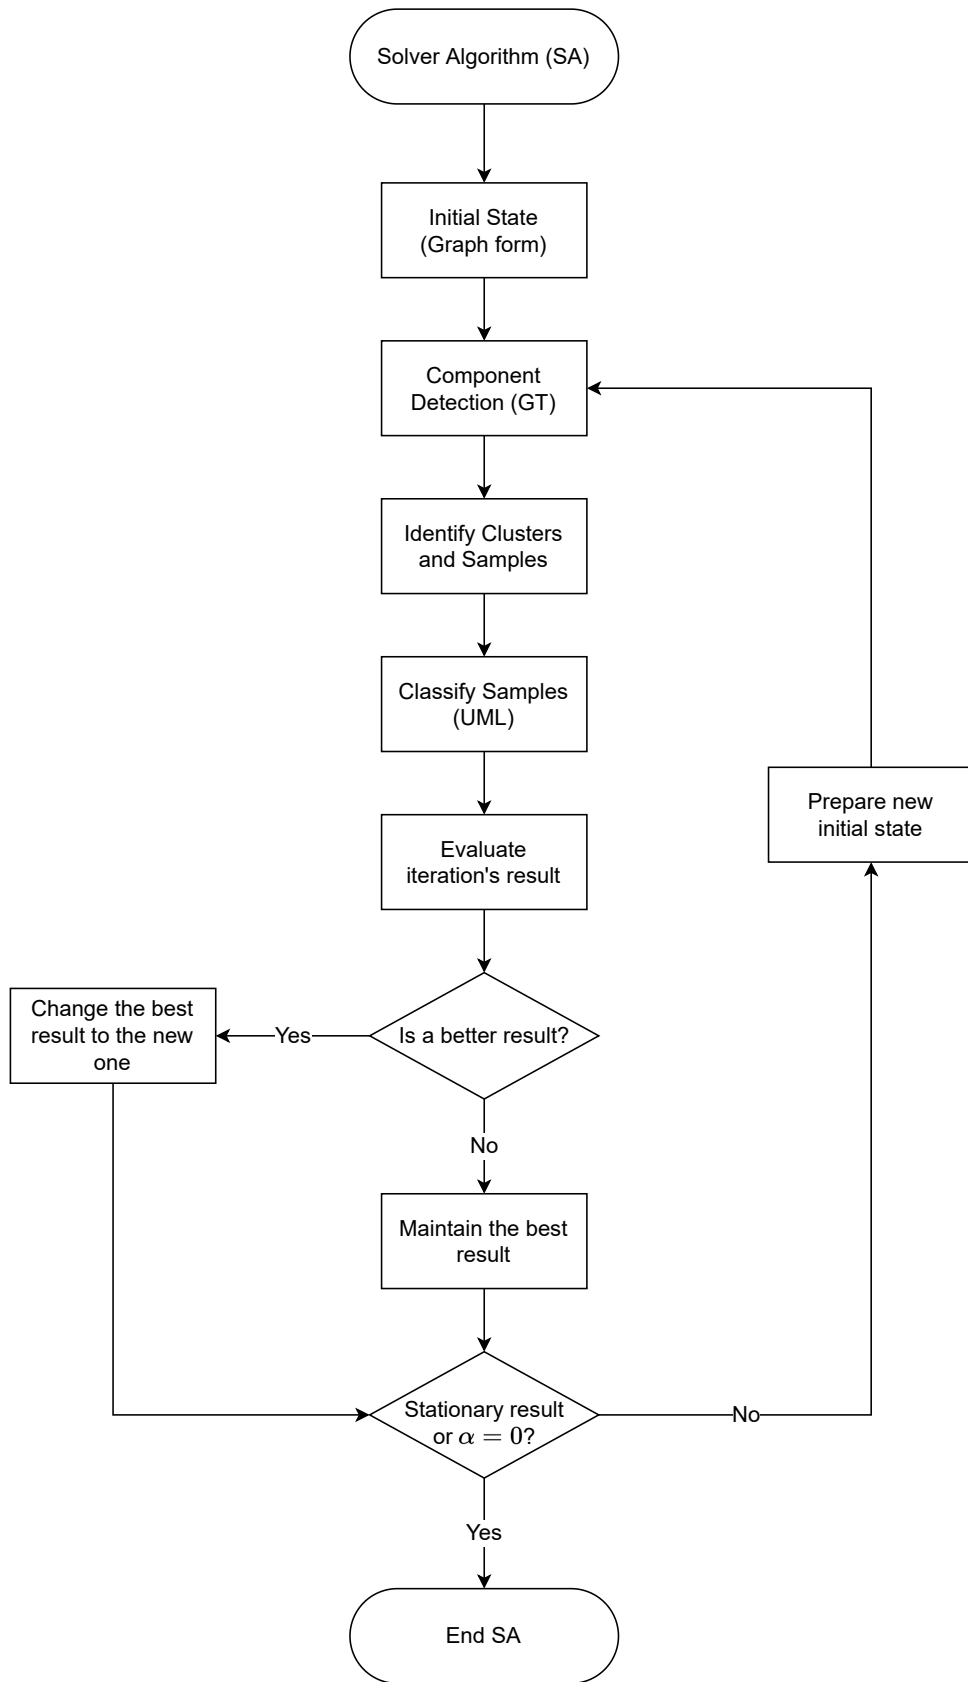 Solver Algorithm (SA)
Initial State
(Graph form)
Component
Detection (GT)
Identify Clusters
and Samples
Classify Samples
(UML)
Prepare new
initial state
Evaluate
iteration's result
Change the best
result to the new
one
Yes
Is a better result?
No
Maintain the best
result
Stationary result
or α = 0?
No
Yes
End SA